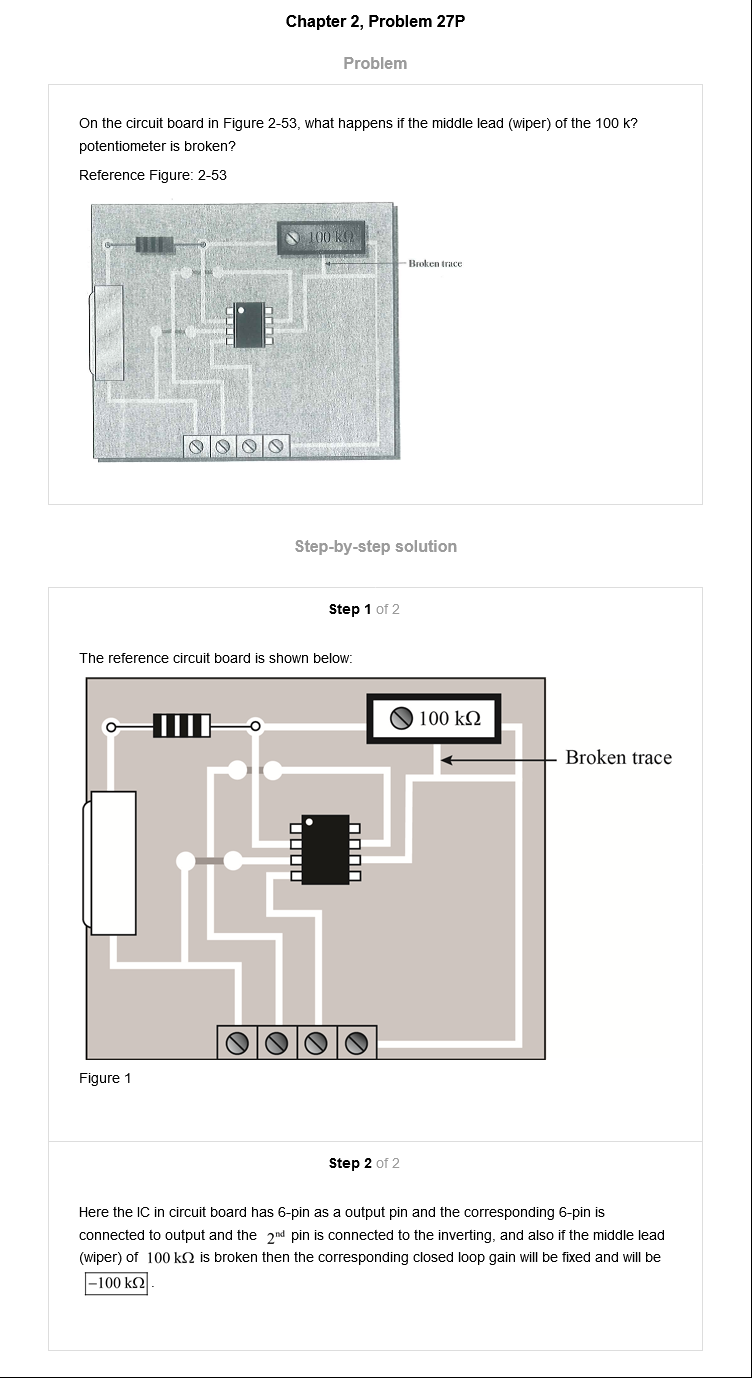 Chapter 2, Problem 27P
Problem
On the circuit board in Figure 2-53, what happens if the middle lead (wiper) of the 100 k?
potentiometer is broken?
Reference Figure: 2-53
100 kΩ
Broken trace
Step-by-step solution
Step 1 of 2
The reference circuit board is shown below:
100 kΩ
Broken trace
Figure 1
Step 2 of 2
Here the IC in circuit board has 6-pin as a output pin and the corresponding 6-pin is
connected to output and the 2nd pin is connected to the inverting, and also if the middle lead
(wiper) of 100 kΩ is broken then the corresponding closed loop gain will be fixed and will be
−100 kΩ.